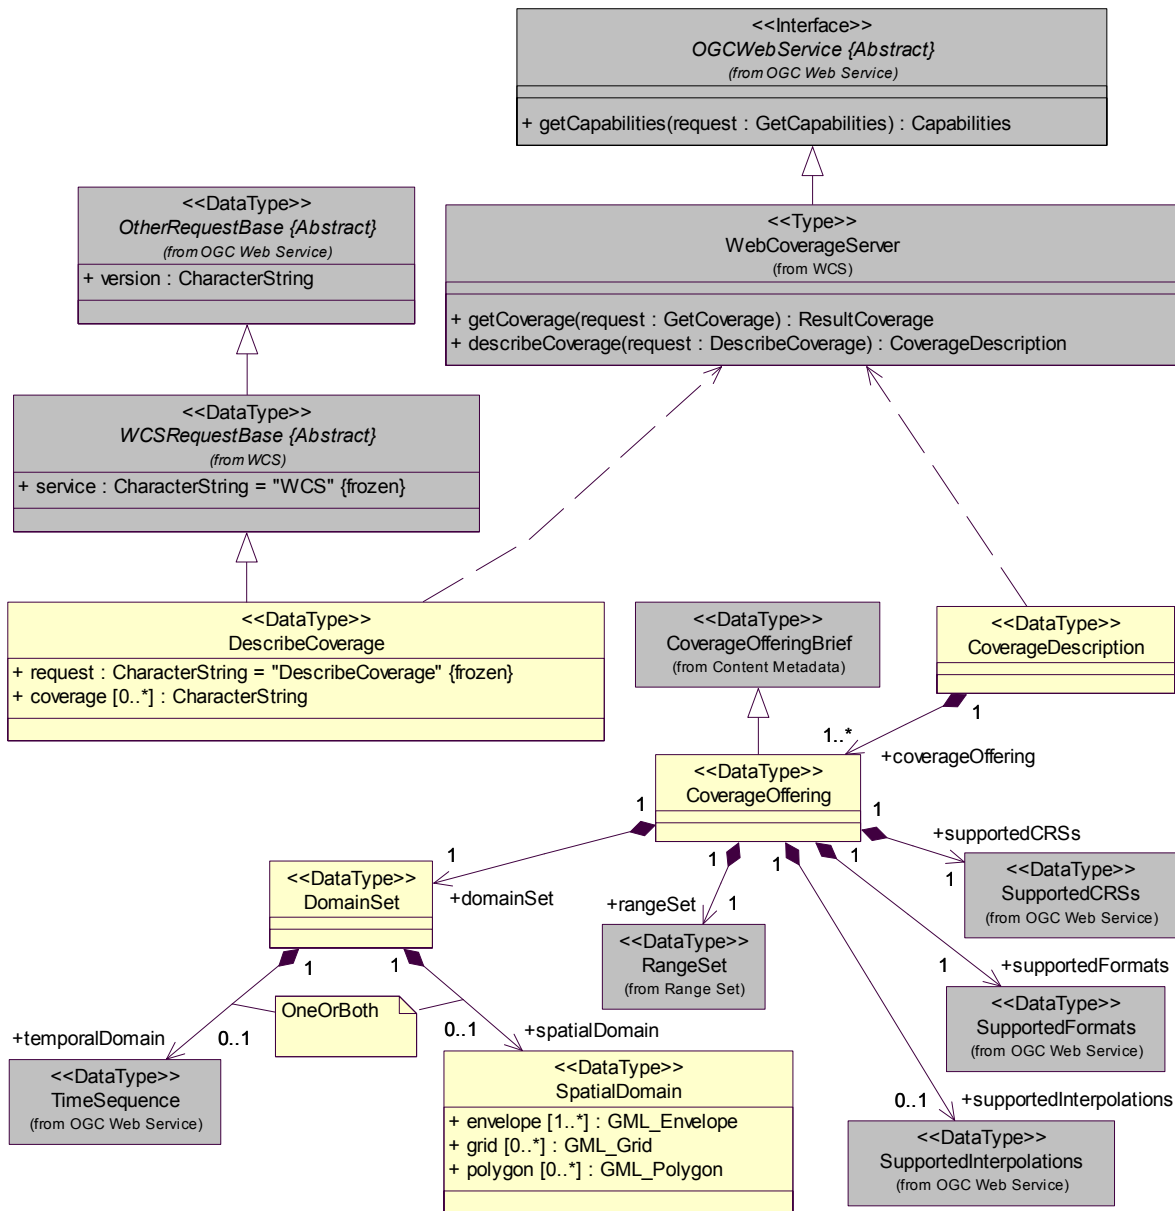 <<Interface>>
OGCWebService {Abstract}
(from OGC Web Service)
+ getCapabilities(request : GetCapabilities) : Capabilities
<<DataType>>
OtherRequestBase {Abstract}
(from OGC Web Service)
+ version : CharacterString
<<Type>>
WebCoverageServer
(from WCS)
+ getCoverage(request : GetCoverage) : ResultCoverage
+ describeCoverage(request : DescribeCoverage) : CoverageDescription
<<DataType>>
WCSRequestBase {Abstract}
(from WCS)
+ service : CharacterString = "WCS" {frozen}
<<DataType>>
DescribeCoverage
+ request : CharacterString = "DescribeCoverage" {frozen}
+ coverage [0..*] : CharacterString
<<DataType>>
CoverageOfferingBrief
(from Content Metadata)
<<DataType>>
CoverageDescription
1
1..*
+coverageOffering
<<DataType>>
CoverageOffering
1
1
+domainSet
1
+rangeSet
1
1
0..1
+supportedInterpolations
1
1
+supportedFormats
1
+supportedCRSs
1
<<DataType>>
SupportedCRSs
(from OGC Web Service)
<<DataType>>
DomainSet
<<DataType>>
RangeSet
(from Range Set)
<<DataType>>
SupportedFormats
(from OGC Web Service)
1
1
OneOrBoth
+temporalDomain
0..1
0..1
+spatialDomain
<<DataType>>
TimeSequence
(from OGC Web Service)
<<DataType>>
SpatialDomain
+ envelope [1..*] : GML_Envelope
+ grid [0..*] : GML_Grid
+ polygon [0..*] : GML_Polygon
<<DataType>>
SupportedInterpolations
(from OGC Web Service)